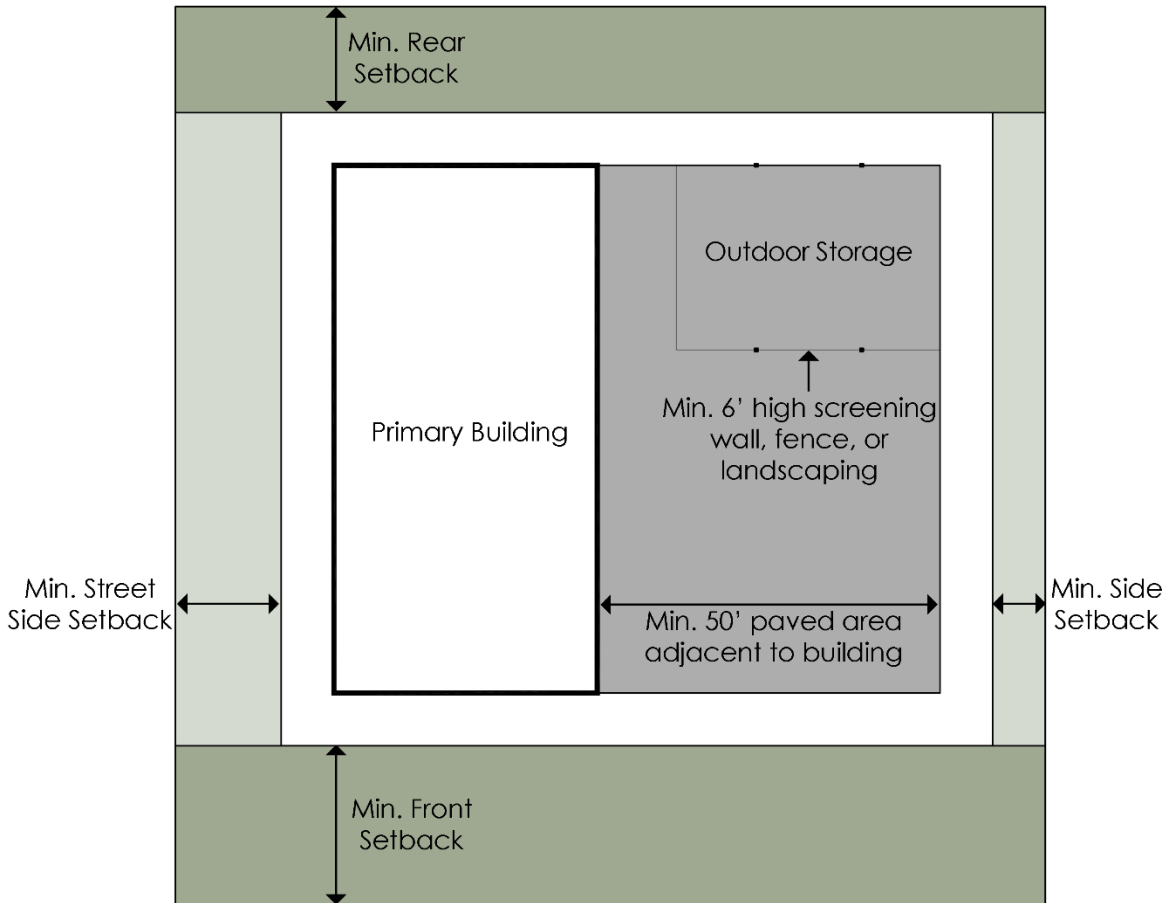 Min. Rear
Setback
Outdoor Storage
Min. 6’ high screening
wall, fence, or
landscaping
Primary Building
Min. Street
Side Setback
Min. 50’ paved area
adjacent to building
Min. Side
Setback
Min. Front
Setback